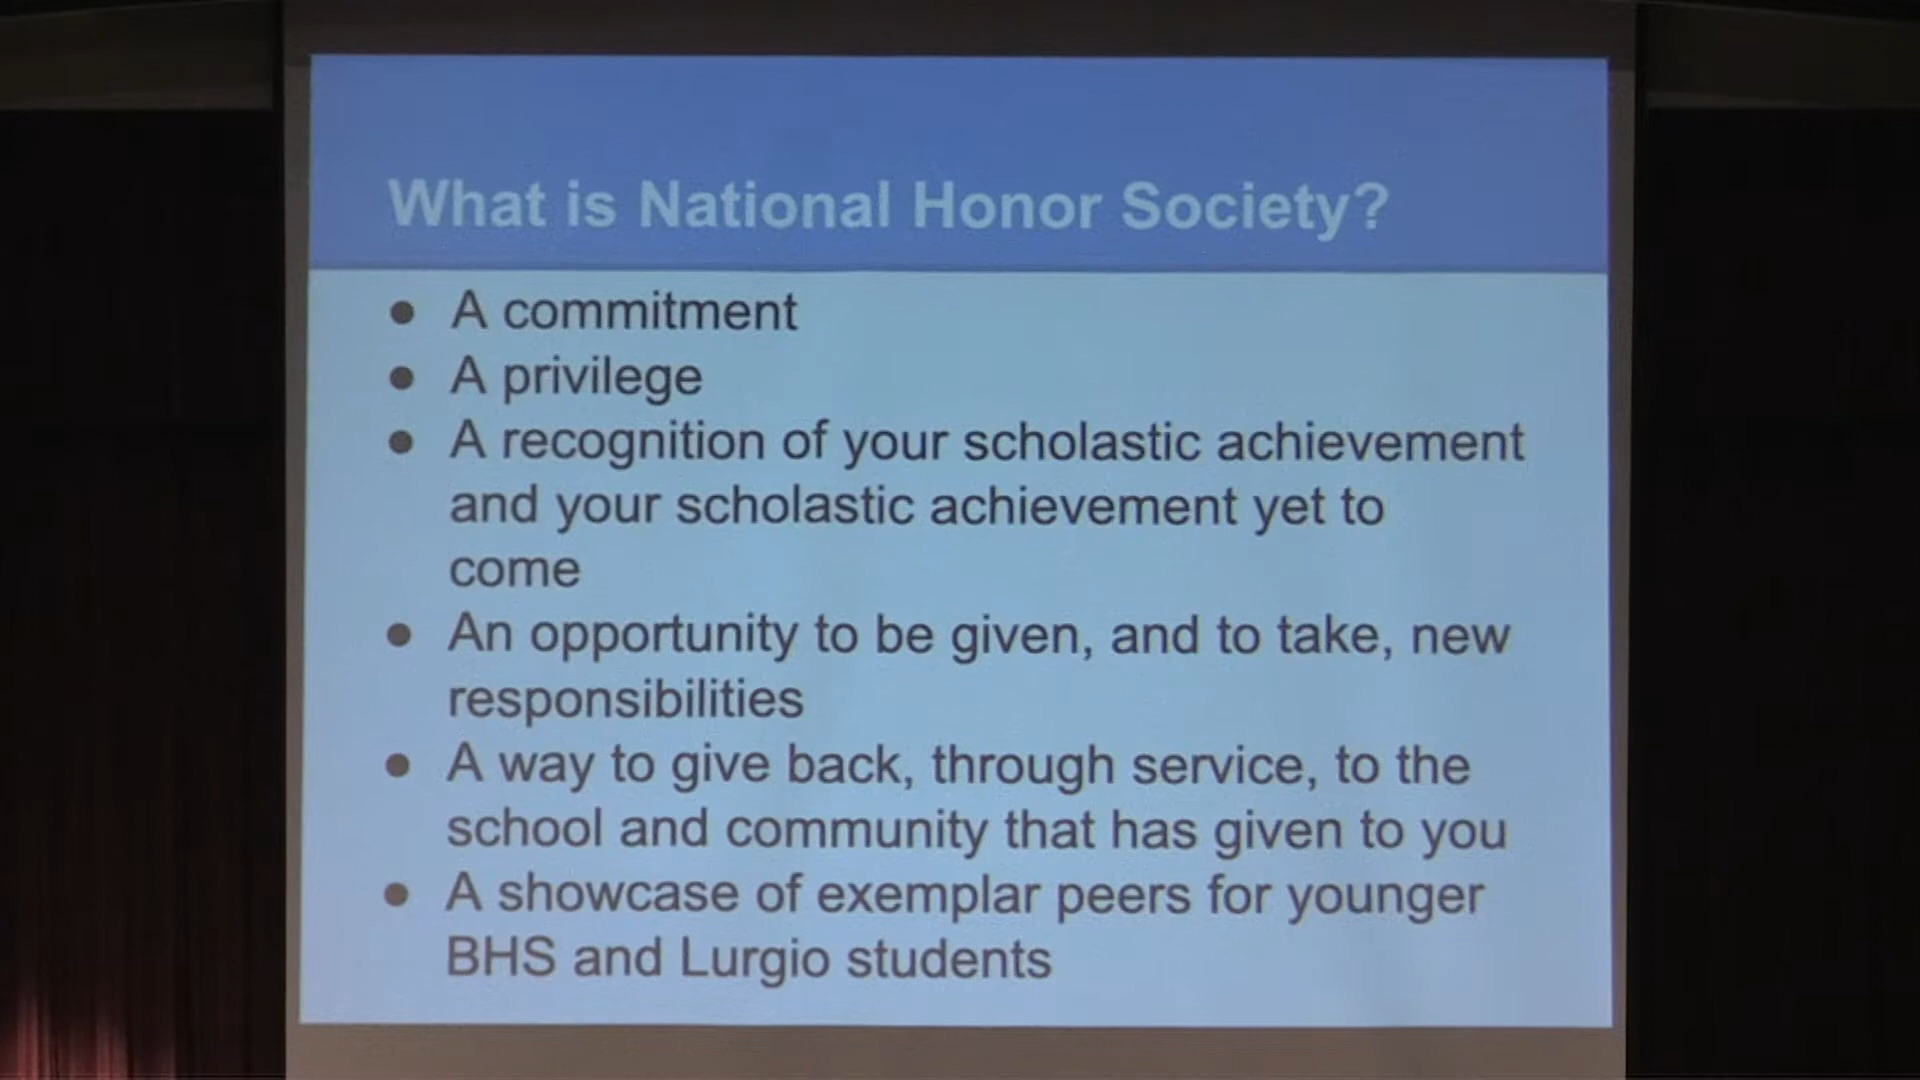 What is National Honor Society?
● A commitment
● A privilege
● A recognition of your scholastic achievement
and your scholastic achievement yet to
come
● An opportunity to be given, and to take, new
responsibilities
● A way to give back, through service, to the
school and community that has given to you
● A showcase of exemplar peers for younger
BHS and Lurgio students